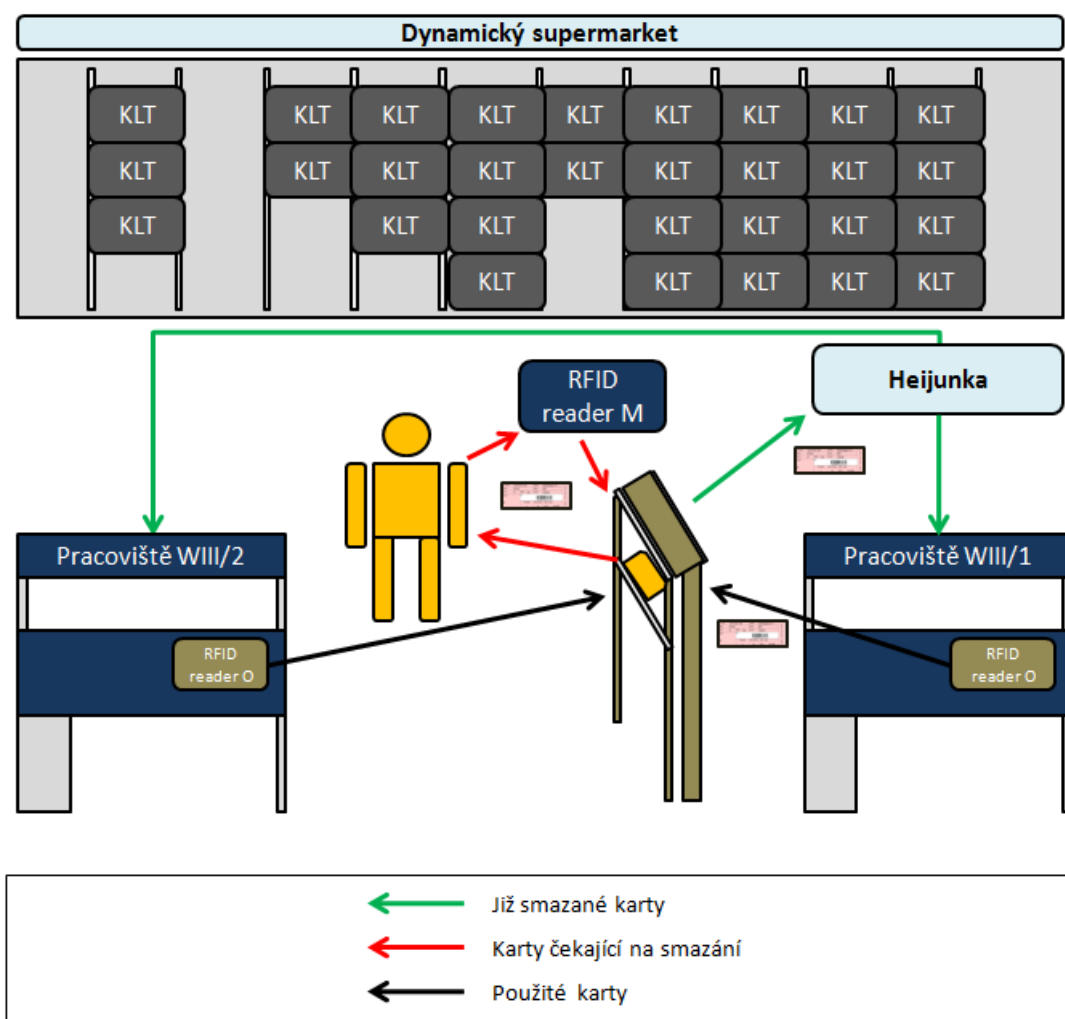 Dynamický supermarket
KLT KLT KLT KLT KLT KLT KLT KLT KLT
KLT KLT KLT KLT KLT KLT KLT KLT KLT
KLT KLT KLT KLT KLT KLT KLT
KLT KLT KLT KLT KLT
RFID
reader M
Heijunka
Pracoviště WIII/2
Pracoviště WIII/1
RFID
reader O
RFID
reader O
Již smazané karty
Karty čekající na smazání
Použité karty